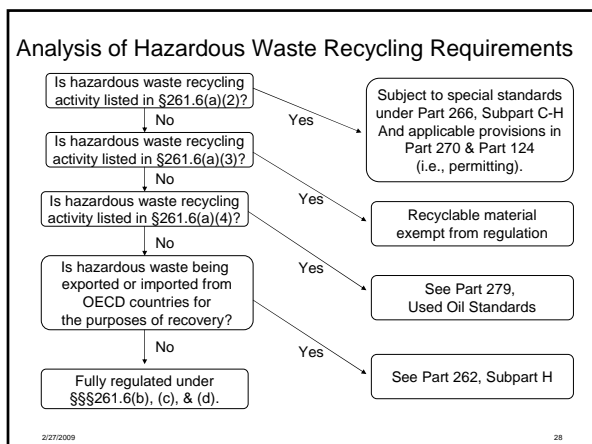 Analysis of Hazardous Waste Recycling Requirements
Is hazardous waste recycling
activity listed in §261.6(a)(2)?
Yes
Subject to special standards
under Part 266, Subpart C-H
And applicable provisions in
Part 270 & Part 124
(i.e., permitting).
No
Is hazardous waste recycling
activity listed in §261.6(a)(3)?
Yes
Recyclable material
exempt from regulation
No
Is hazardous waste recycling
activity listed in §261.6(a)(4)?
Yes
See Part 279,
Used Oil Standards
No
Is hazardous waste being
exported or imported from
OECD countries for
the purposes of recovery?
Yes
See Part 262, Subpart H
No
Fully regulated under
§§§261.6(b), (c), & (d).
2/27/2009
28